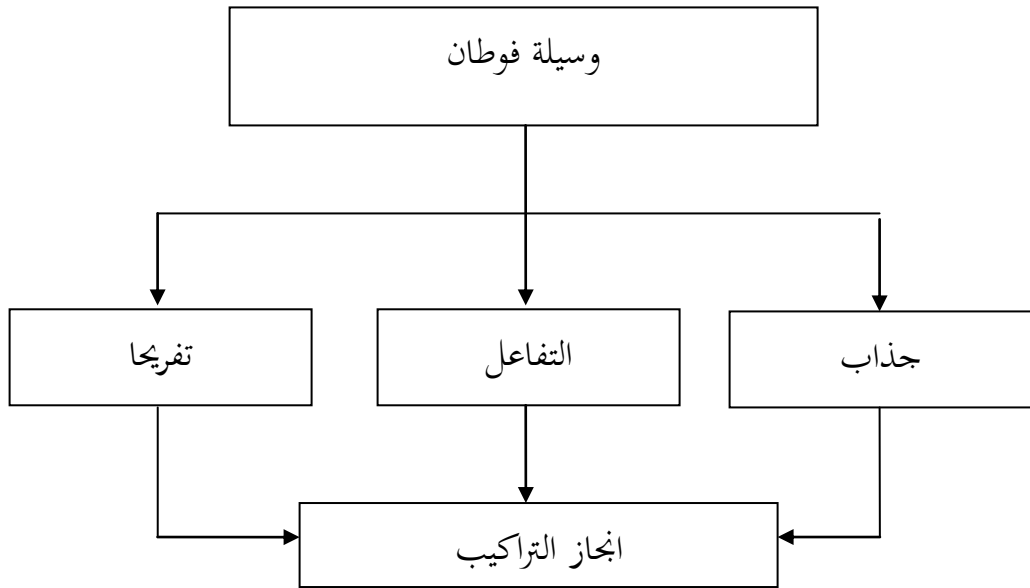 وسيلة فوطان
جذاب
التفاعل
تفريحا
انجاز التراكيب